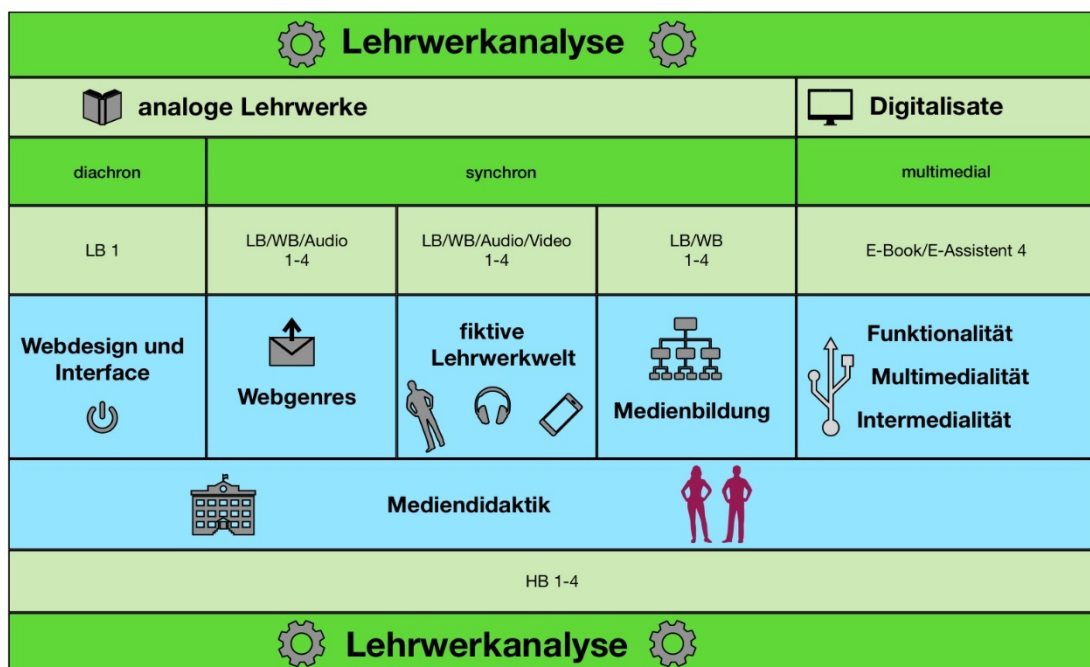 Lehrwerkanalyse
analoge Lehrwerke
Digitalisate
diachron
synchron
multimedial
LB 1
LB/WB/Audio
1-4
LB/WB/Audio/Video
1-4
LB/WB
1-4
E-Book/E-Assistent 4
Webdesign und
Interface
Webgenres
fiktive
Lehrwerkwelt
Medienbildung
Funktionalität
Multimedialität
Intermedialität
Mediendidaktik
HB 1-4
Lehrwerkanalyse